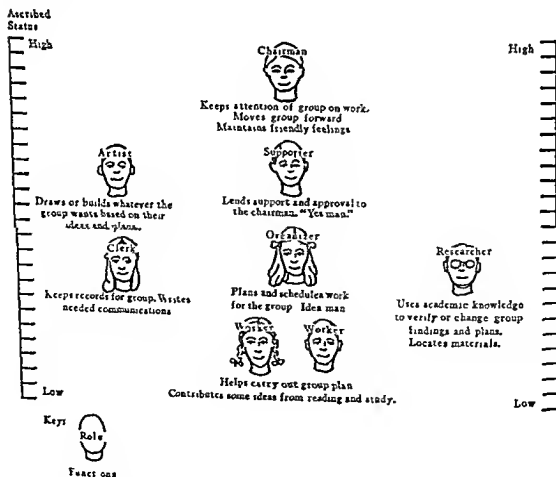 Ascribed
Status
High
High
Chairman
Keeps attention of group on work.
Moves group forward
Maintains friendly feelings
Artist
Draws or builds whatever the
group wants based on their
ideas and plans.
Supporter
Lends support and approval to
the chairman. "Yes man."
Clerk
Keeps records for group. Writes
needed communications
Organizer
Plans and schedules work
for the group Idea man
Researcher
Uses academic knowledge
to verify or change group
findings and plans.
Locates materials.
Worker
Worker
Helps carry out group plan
Contributes some ideas from reading and study.
Low
Low
Key:
Role
Functions